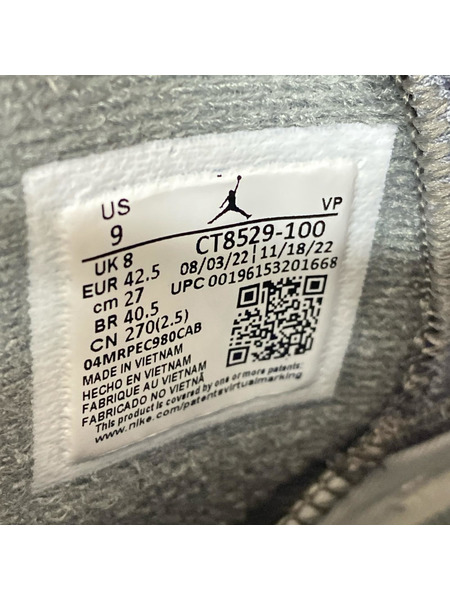 US VP
9 CT8529-100
UK 8 08/03/22 | 11/18/22
EUR 42.5 UPC 00196153201668
cm 27
BR 40.5
CN 270(2.5)
04MRPEC980CAB
MADE IN VIETNAM
HECHO EN VIETNAM
FABRIQUE AU VIETNAM
FABRICADO NO VIETNÃ
This product is covered by one or more patents:
www.nike.com/patentsvirtualmarking